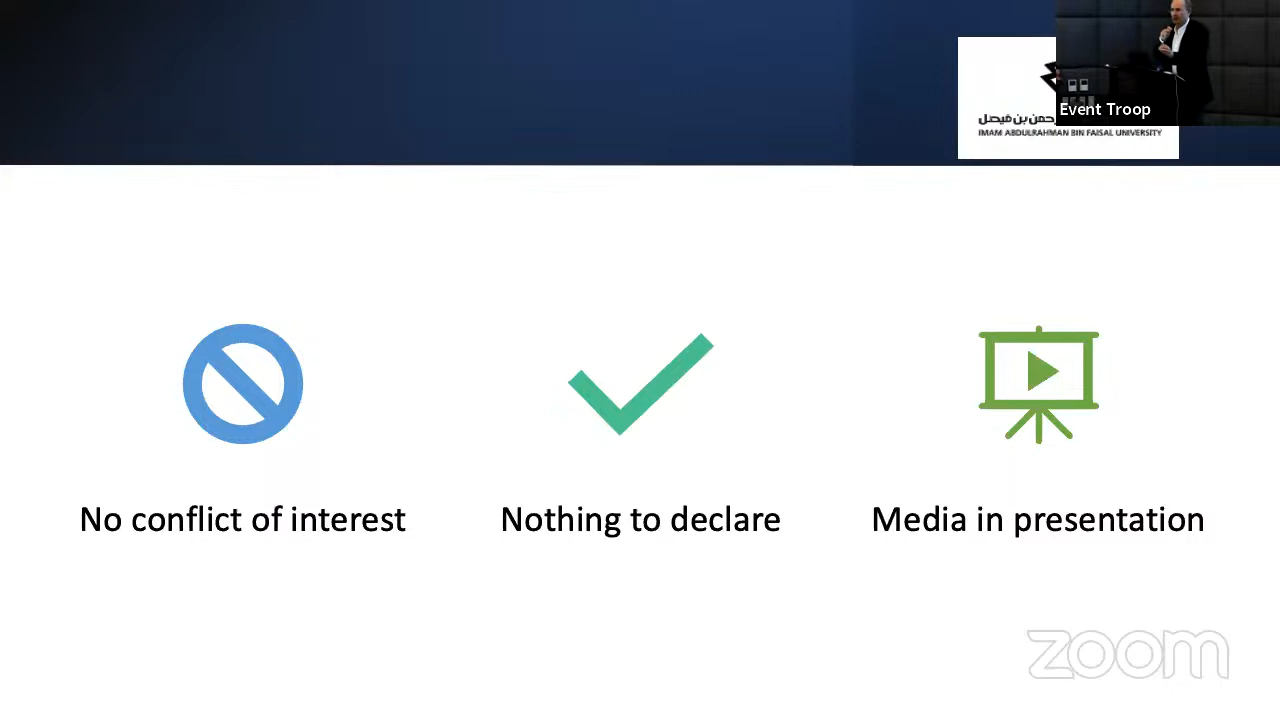 Event Troop
حمن بن فيصل
IMAM ABDULRAHMAN BIN FAISAL UNIVERSITY
No conflict of interest
Nothing to declare
Media in presentation
zoom